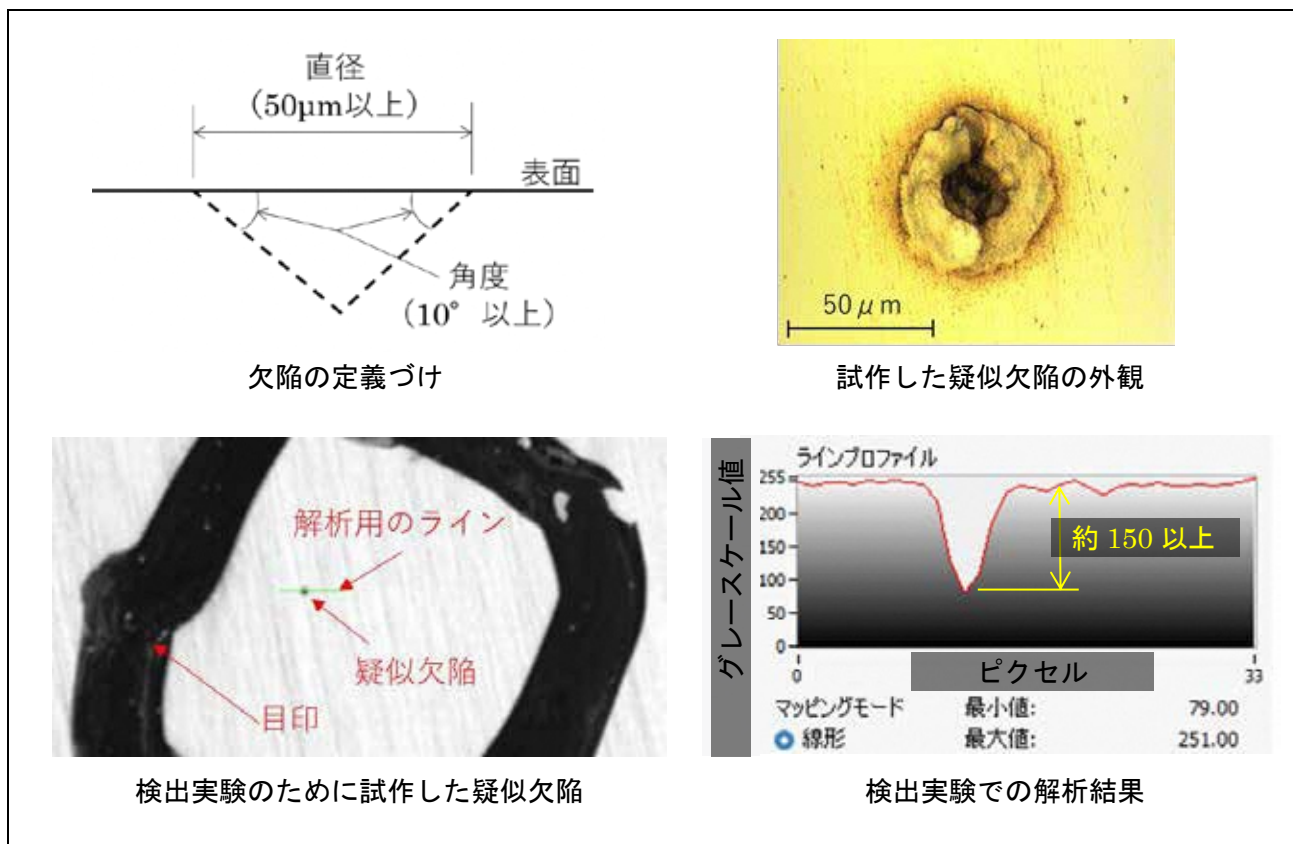 直径
（50μm以上）
表面
角度
（10° 以上）
欠陥の定義づけ
50μm
試作した疑似欠陥の外観
解析用のライン
疑似欠陥
目印
検出実験のために試作した疑似欠陥
グレースケール値
ラインプロファイル
255
200
150
100
50
0
約 150 以上
ピクセル
0
33
マッピングモード 最小値: 79.00
線形 最大値: 251.00
検出実験での解析結果